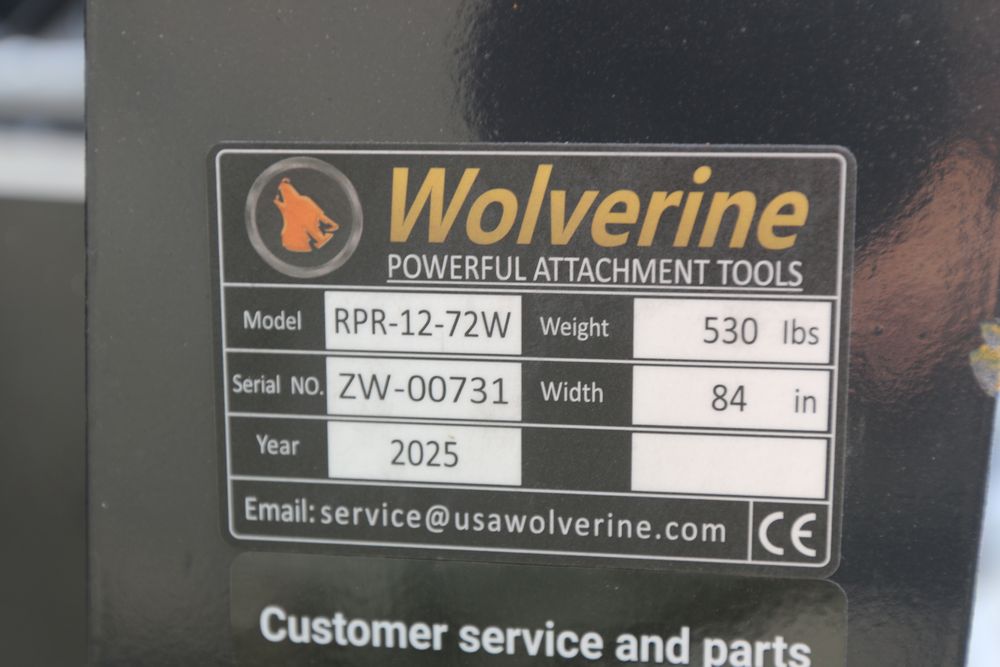 Wolverine
POWERFUL ATTACHMENT TOOLS
Model RPR-12-72W Weight 530 lbs
Serial NO. ZW-00731 Width 84 in
Year 2025
Email: service@usawolverine.com CE
Customer service and parts